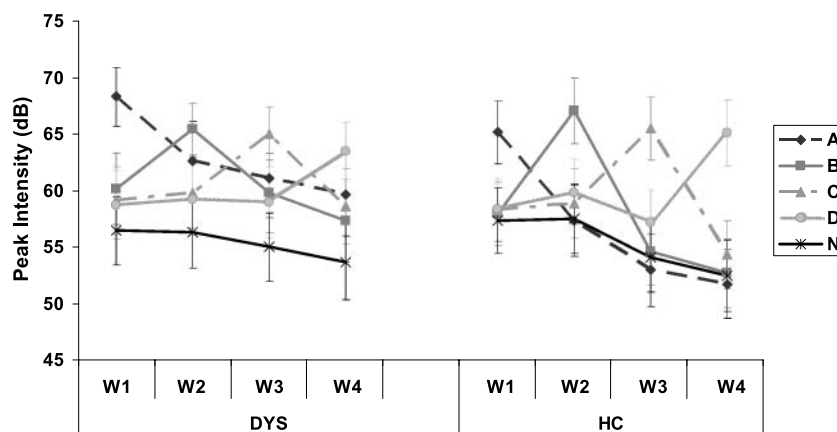 75
70
65
60
55
50
45
Peak Intensity (dB)
W1 W2 W3 W4 W1 W2 W3 W4
DYS HC
A
B
C
D
N